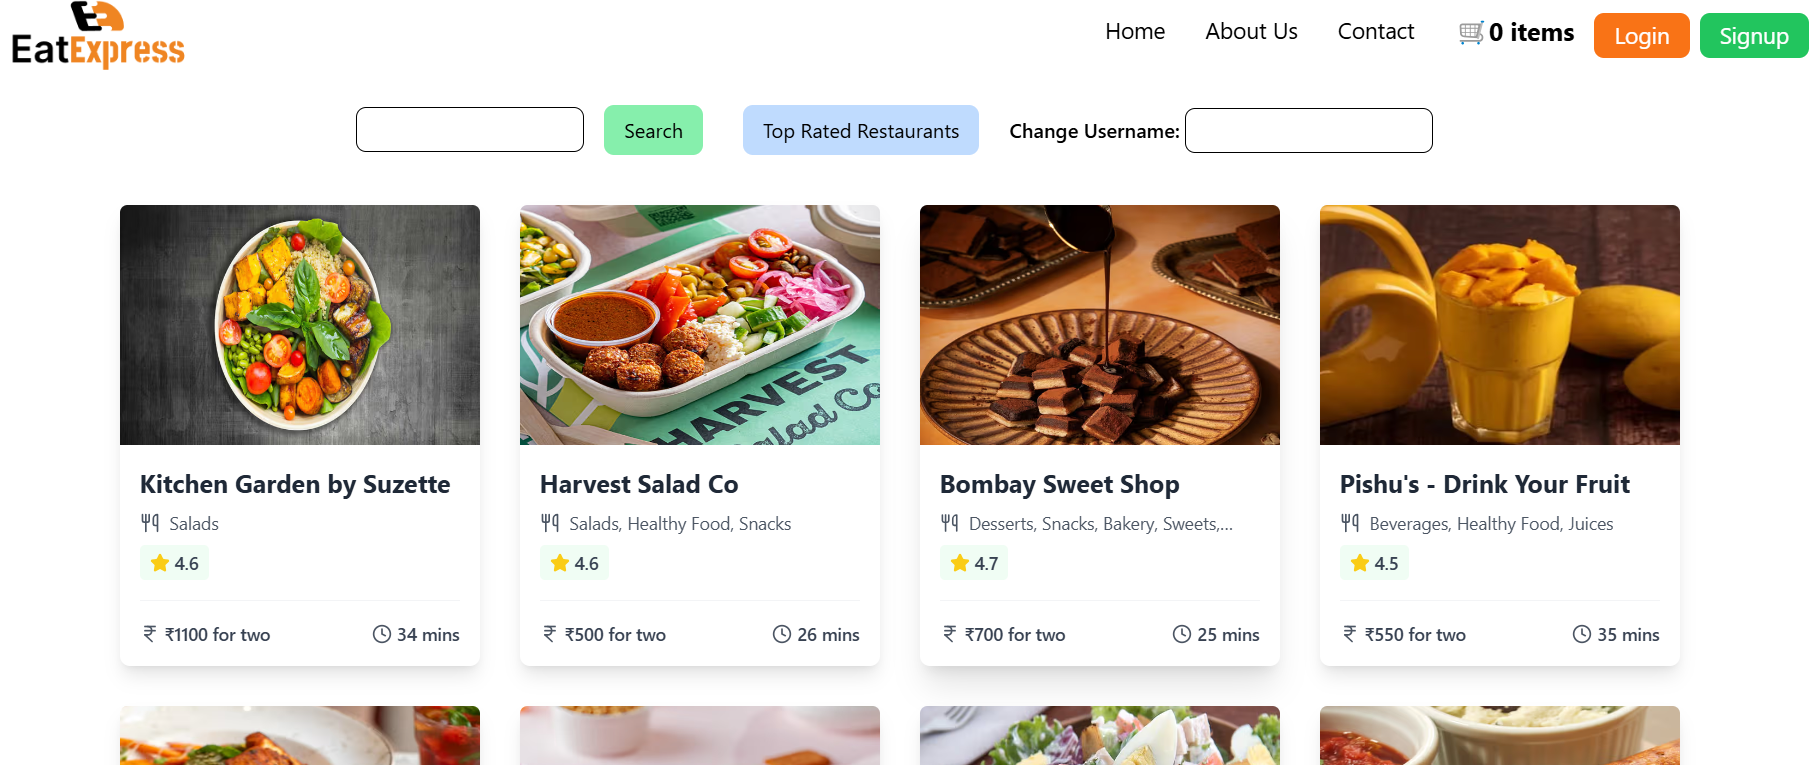 EatExpress
Home About Us Contact 0 items Login Signup
Search Top Rated Restaurants Change Username:
HARVEST
Salad Co
Kitchen Garden by Suzette
Salads
4.6
₹ ₹1100 for two 34 mins
Harvest Salad Co
Salads, Healthy Food, Snacks
4.6
₹ ₹500 for two 26 mins
Bombay Sweet Shop
Desserts, Snacks, Bakery, Sweets,...
4.7
₹ ₹700 for two 25 mins
Pishu's - Drink Your Fruit
Beverages, Healthy Food, Juices
4.5
₹ ₹550 for two 35 mins